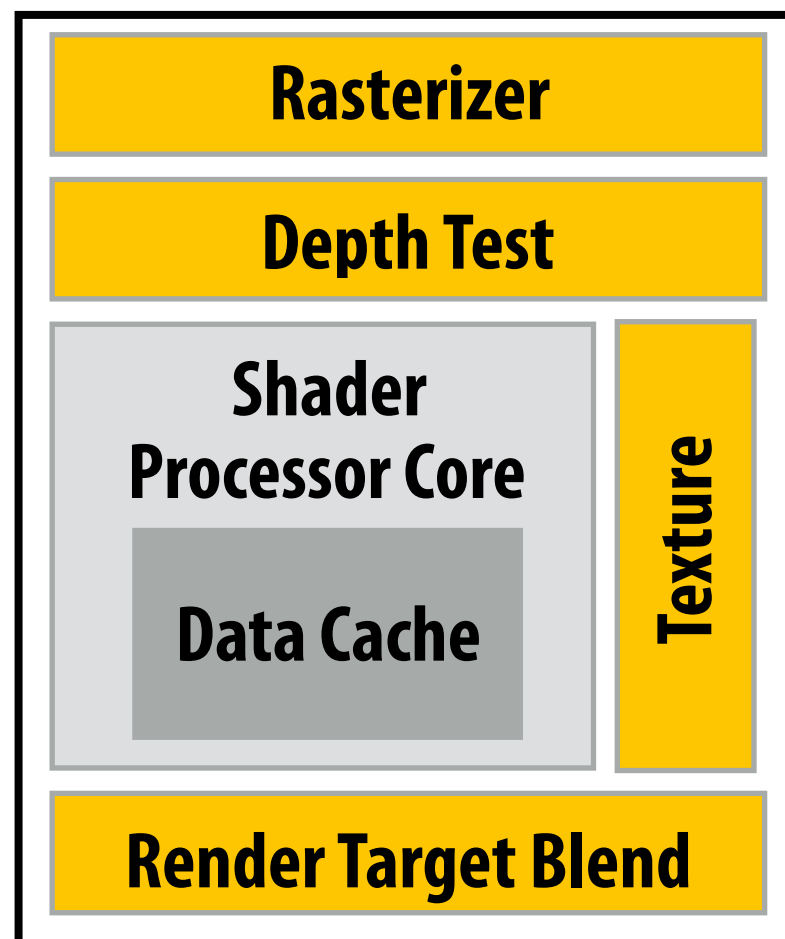 Rasterizer
Depth Test
Shader
Processor Core
Data Cache
Texture
Render Target Blend